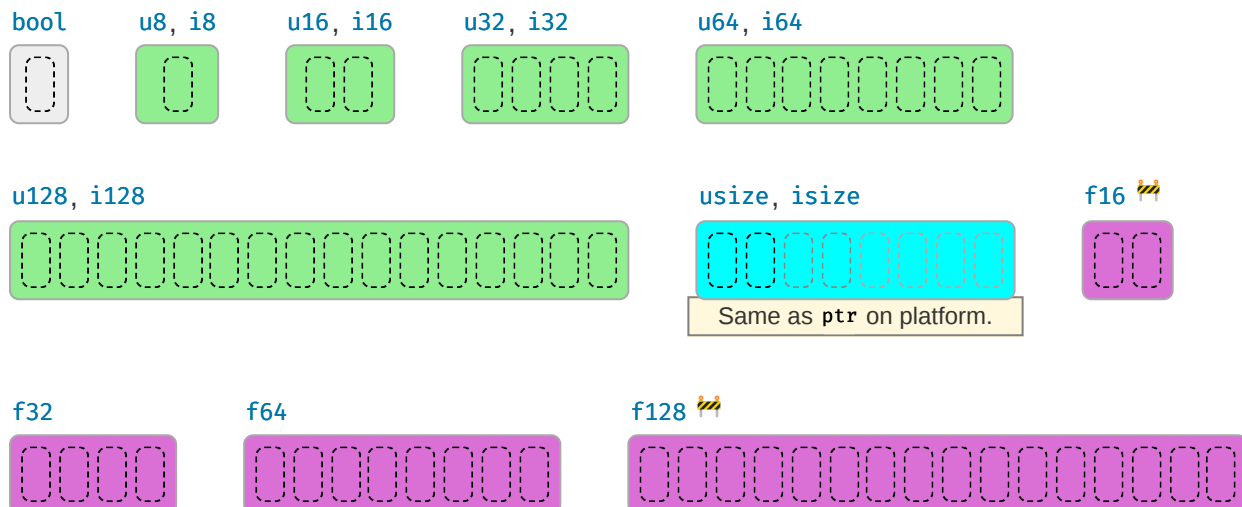 bool u8, i8 u16, i16 u32, i32 u64, i64
u128, i128 usize, isize f16 🚧
Same as ptr on platform.
f32 f64 f128 🚧